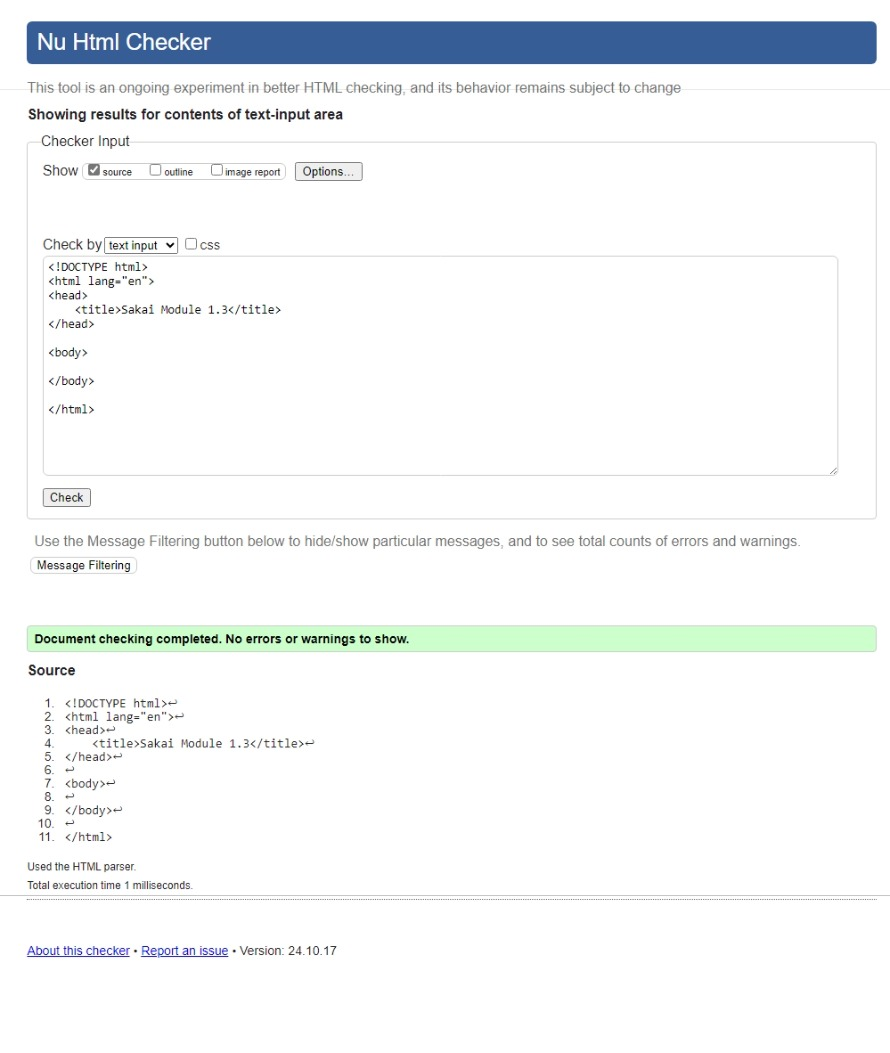 Nu Html Checker
This tool is an ongoing experiment in better HTML checking, and its behavior remains subject to change
Showing results for contents of text-input area
Checker Input
Show source outline image report Options...
Check by text input css
<!DOCTYPE html>
<html lang="en">
<head>
    <title>Sakai Module 1.3</title>
</head>
<body>
</body>
</html>
Check
Use the Message Filtering button below to hide/show particular messages, and to see total counts of errors and warnings.
Message Filtering
Document checking completed. No errors or warnings to show.
Source
1. <!DOCTYPE html>↩
2. <html lang="en">↩
3. <head>↩
4.     <title>Sakai Module 1.3</title>↩
5. </head>↩
6. ↩
7. <body>↩
8. ↩
9. </body>↩
10. ↩
11. </html>
Used the HTML parser.
Total execution time 1 milliseconds.
About this checker • Report an issue • Version: 24.10.17